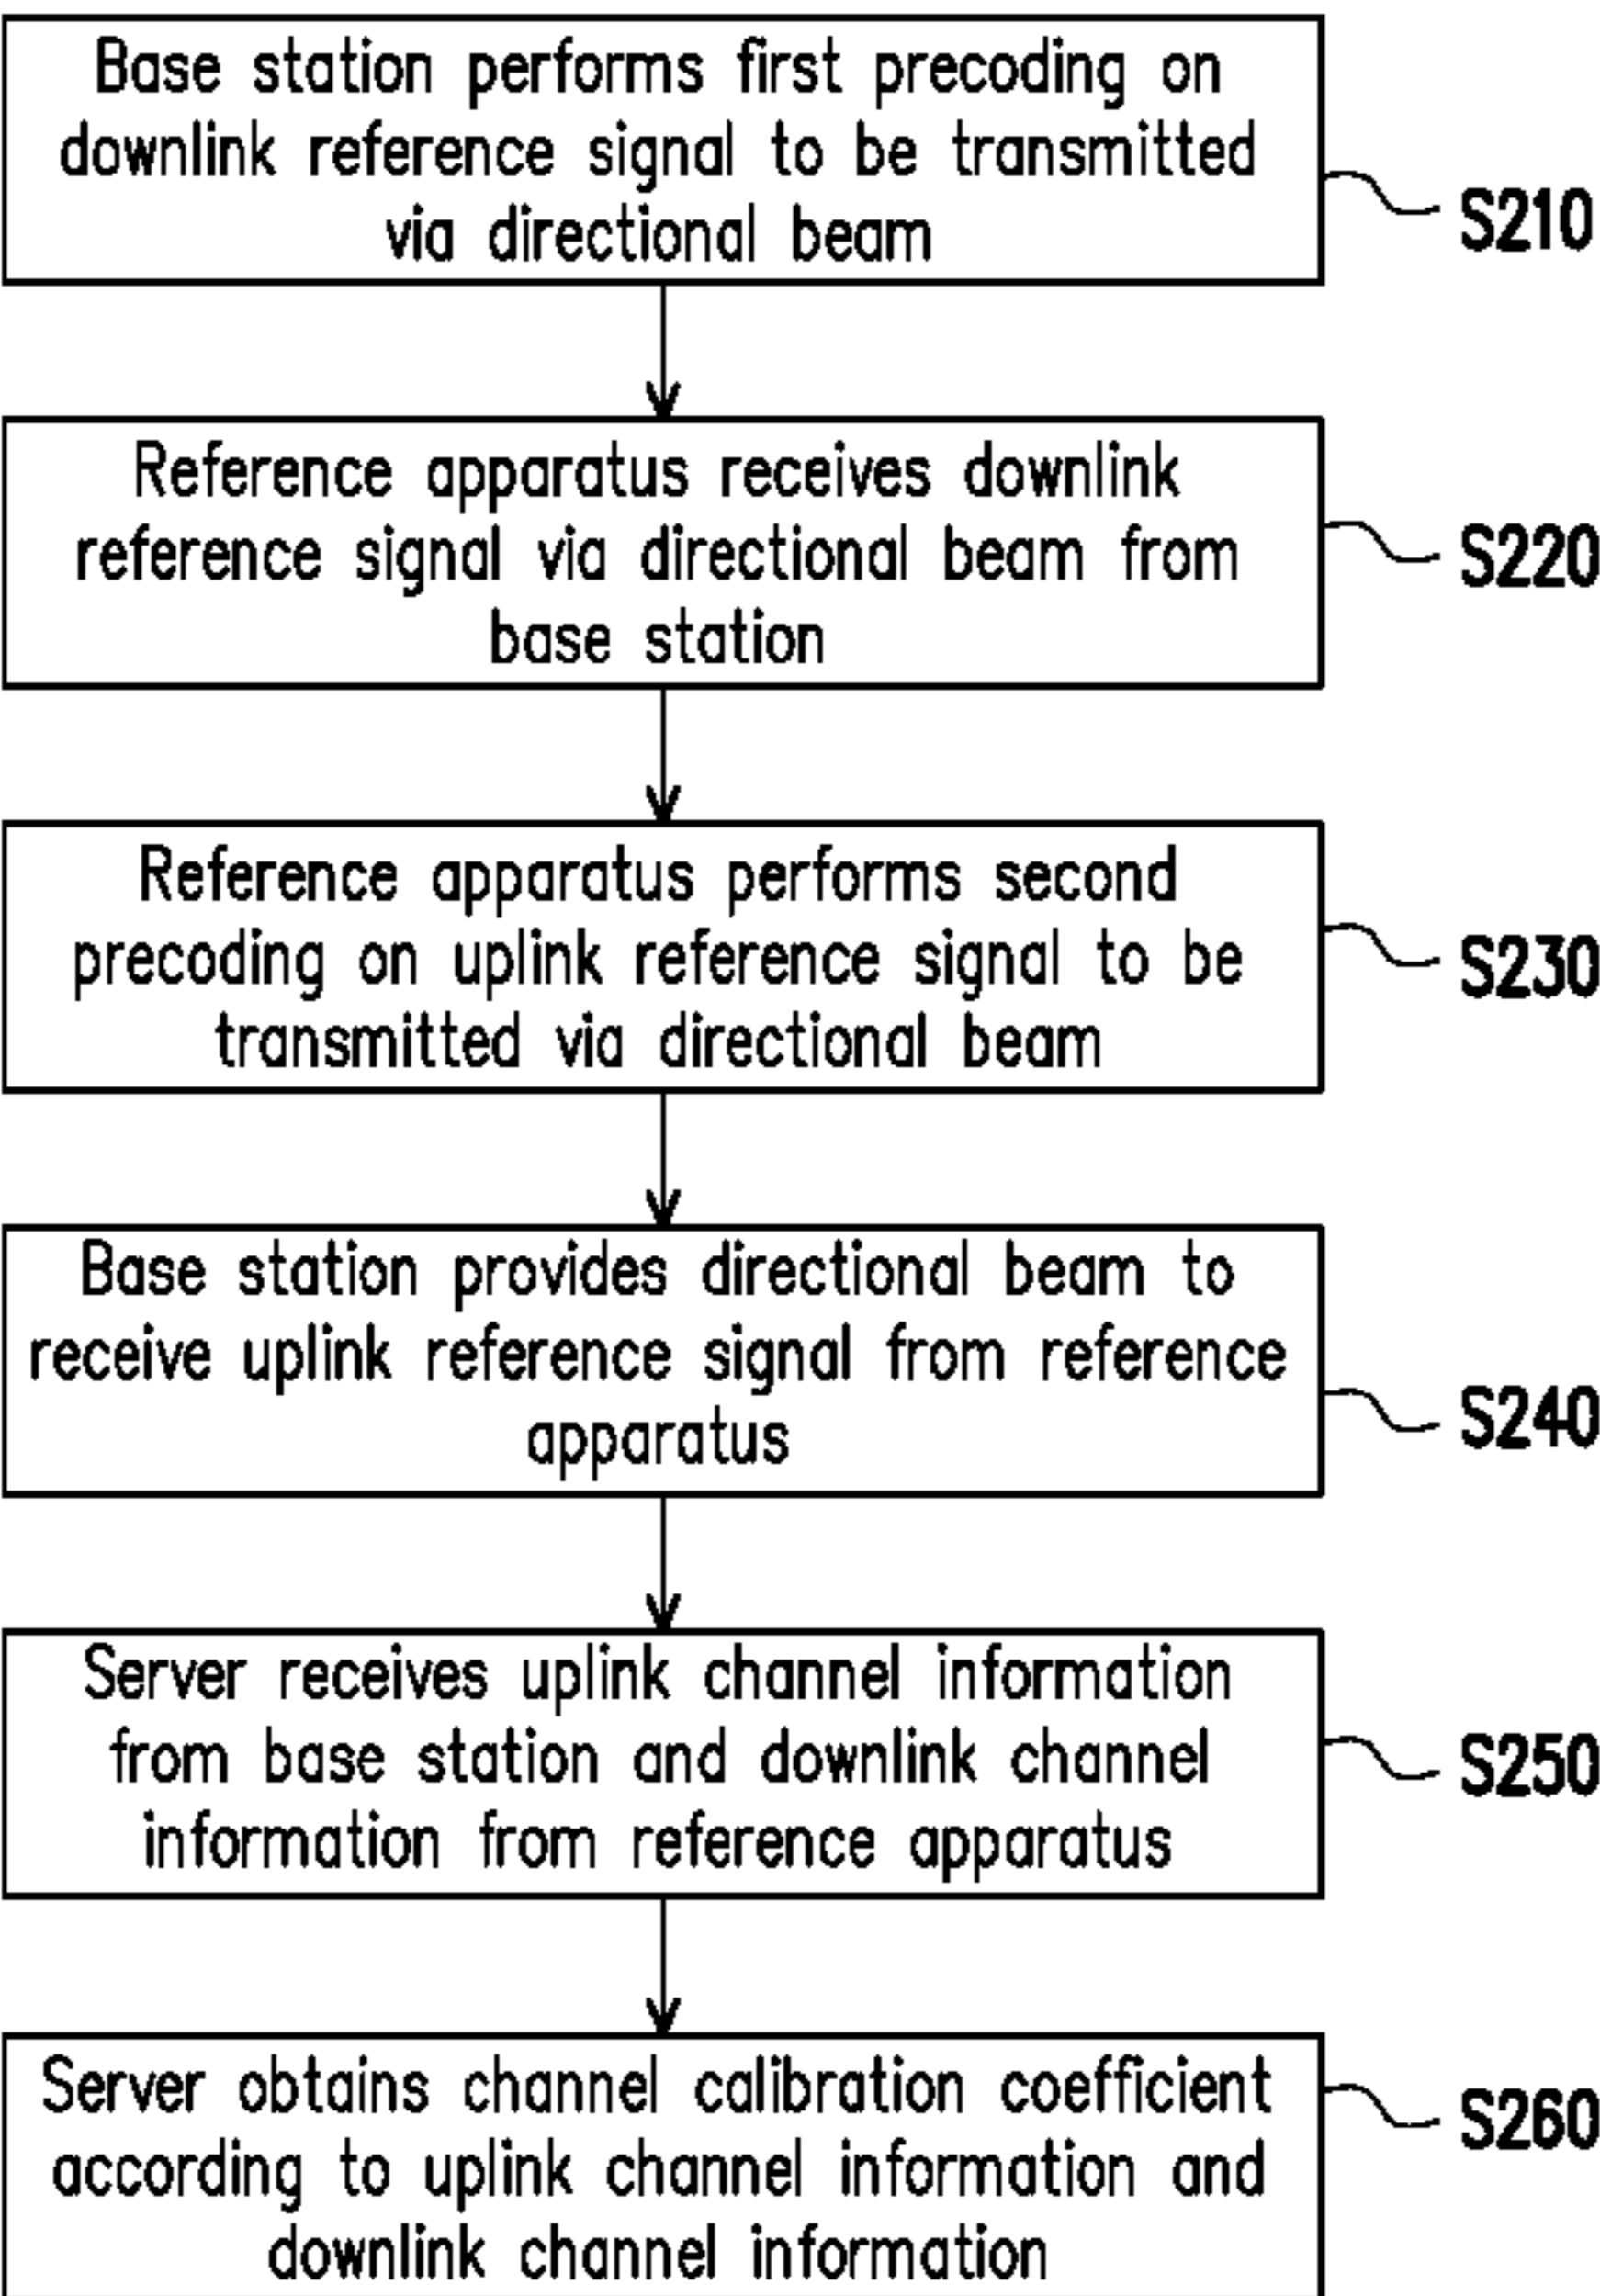 Base station performs first precoding on
downlink reference signal to be transmitted
via directional beam
S210
Reference apparatus receives downlink
reference signal via directional beam from
base station
S220
Reference apparatus performs second
precoding on uplink reference signal to be
transmitted via directional beam
S230
Base station provides directional beam to
receive uplink reference signal from reference
apparatus
S240
Server receives uplink channel information
from base station and downlink channel
information from reference apparatus
S250
Server obtains channel calibration coefficient
according to uplink channel information and
downlink channel information
S260